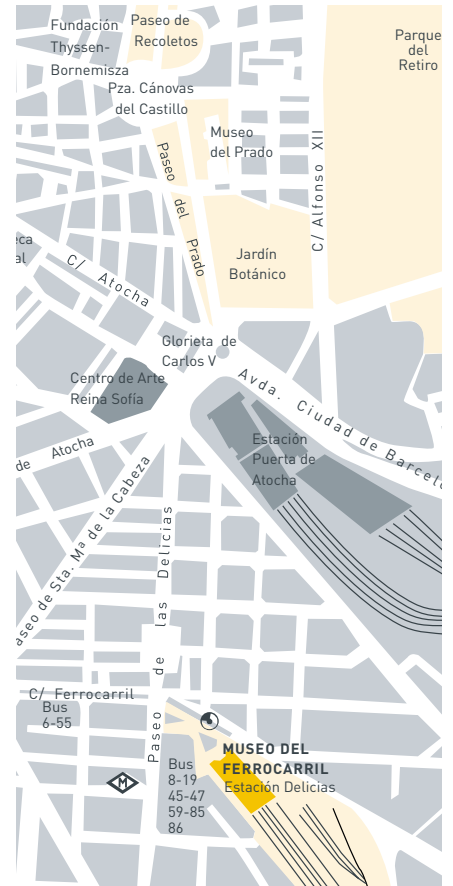 Fundación
Thyssen-
Bornemisza
Paseo de
Recoletos
Parque
del
Retiro
Pza. Cánovas
del Castillo
Museo
del Prado
C/ Alfonso XII
Paseo del Prado
Jardín
Botánico
eca
al
C/ Atocha
Glorieta de
Carlos V
Centro de Arte
Reina Sofía
Avda. Ciudad de Barcelo
Estación
Puerta de
Atocha
de Atocha
aseo de Sta. Mª de la Cabeza
Paseo de las Delicias
C/ Ferrocarril
Bus
6-55
M
MUSEO DEL
FERROCARRIL
Estación Delicias
Bus
8-19
45-47
59-85
86